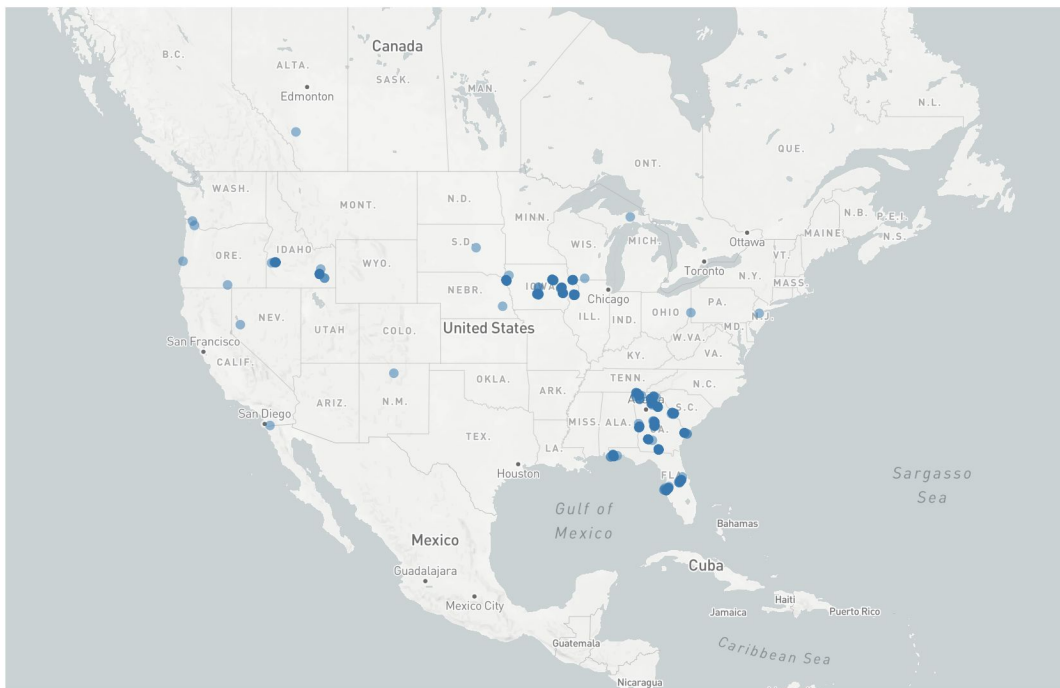 Canada
B.C.
ALTA.
SASK.
MAN.
Edmonton
N.L.
ONT.
QUE.
WASH.
MONT.
N.D.
MINN.
N.B.
P.E.I.
MAINE
N.S.
Ottawa
S.D.
WIS.
MICH.
VT.
ORE.
IDAHO
WYO.
Toronto
N.Y.
MASS.
NEBR.
Chicago
PA.
NEV.
UTAH
COLO.
United States
ILL.
IND.
OHIO
N.J.
MD.
W.VA.
San Francisco
CALIF.
KY.
VA.
TENN.
N.C.
OKLA.
ARK.
ARIZ.
N.M.
San Diego
S.C.
MISS.
ALA.
TEX.
LA.
Houston
Sargasso
Sea
Gulf of
Mexico
Bahamas
Mexico
Cuba
Guadalajara
Mexico City
Haiti
Jamaica
Puerto Rico
Guatemala
Caribbean Sea
Nicaragua